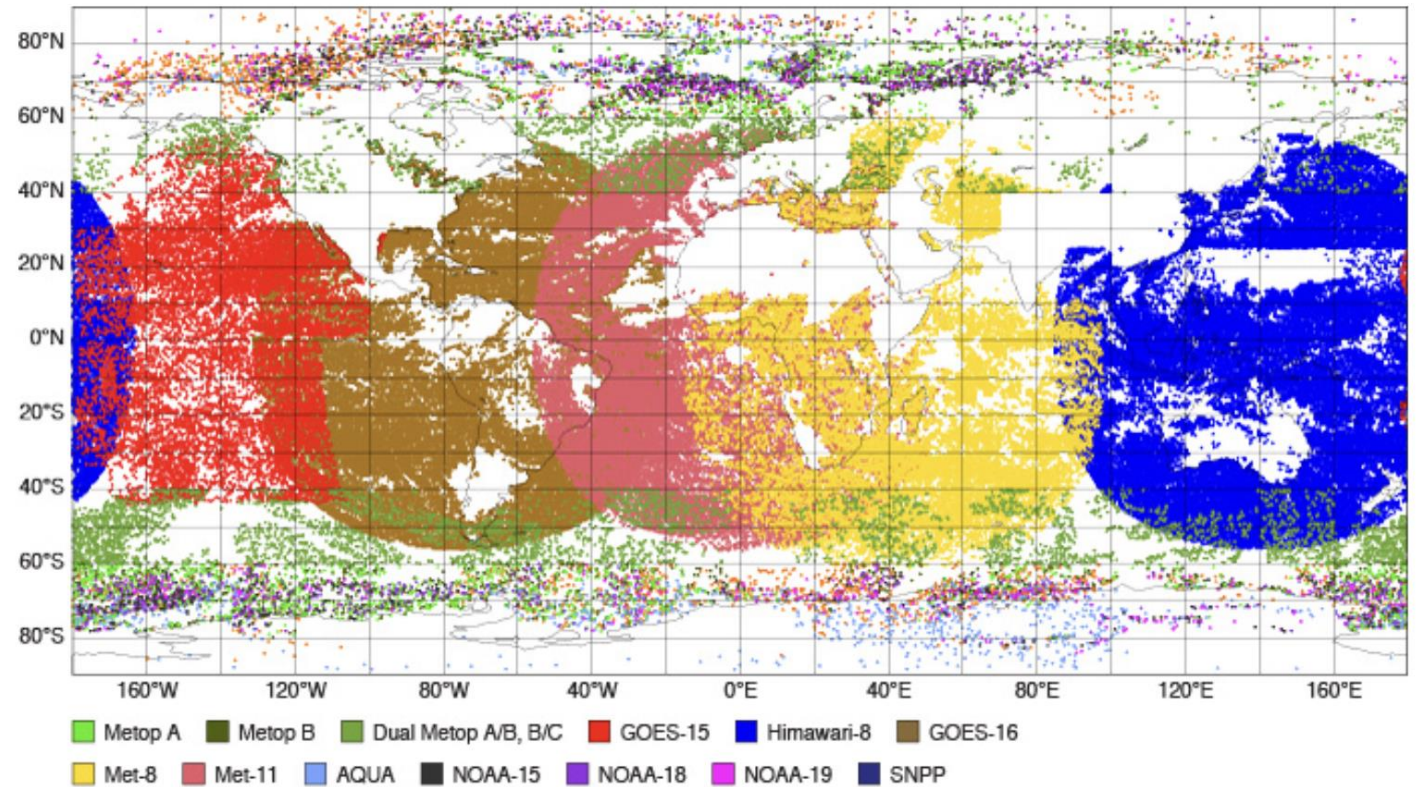 80°N
60°N
40°N
20°N
0°N
20°S
40°S
60°S
80°S
160°W 120°W 80°W 40°W 0°E 40°E 80°E 120°E 160°E
Metop A Metop B Dual Metop A/B, B/C GOES-15 Himawari-8 GOES-16
Met-8 Met-11 AQUA NOAA-15 NOAA-18 NOAA-19 SNPP